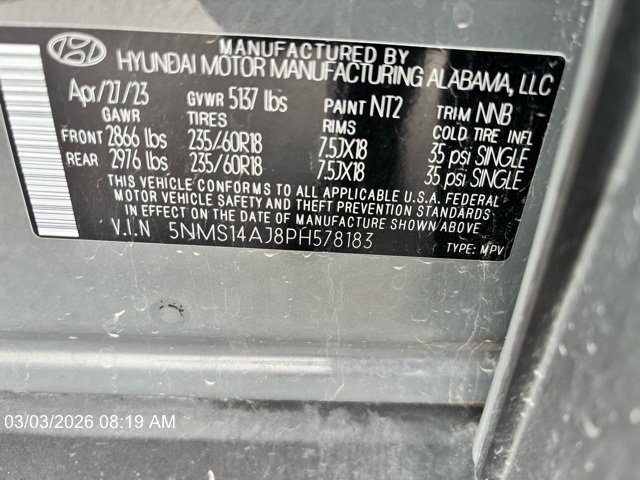 MANUFACTURED BY
HYUNDAI MOTOR MANUFACTURING ALABAMA, LLC
Apr/27/23 GVWR 5137 lbs PAINT NT2 TRIM NNB
GAWR TIRES RIMS COLD TIRE INFL
FRONT 2866 lbs 235/60R18 7.5JX18 35 psi SINGLE
REAR 2976 lbs 235/60R18 7.5JX18 35 psi SINGLE
THIS VEHICLE CONFORMS TO ALL APPLICABLE U.S.A. FEDERAL
MOTOR VEHICLE SAFETY AND THEFT PREVENTION STANDARDS
IN EFFECT ON THE DATE OF MANUFACTURE SHOWN ABOVE
V.I.N 5NMS14AJ8PH578183
TYPE: MPV
03/03/2026 08:19 AM